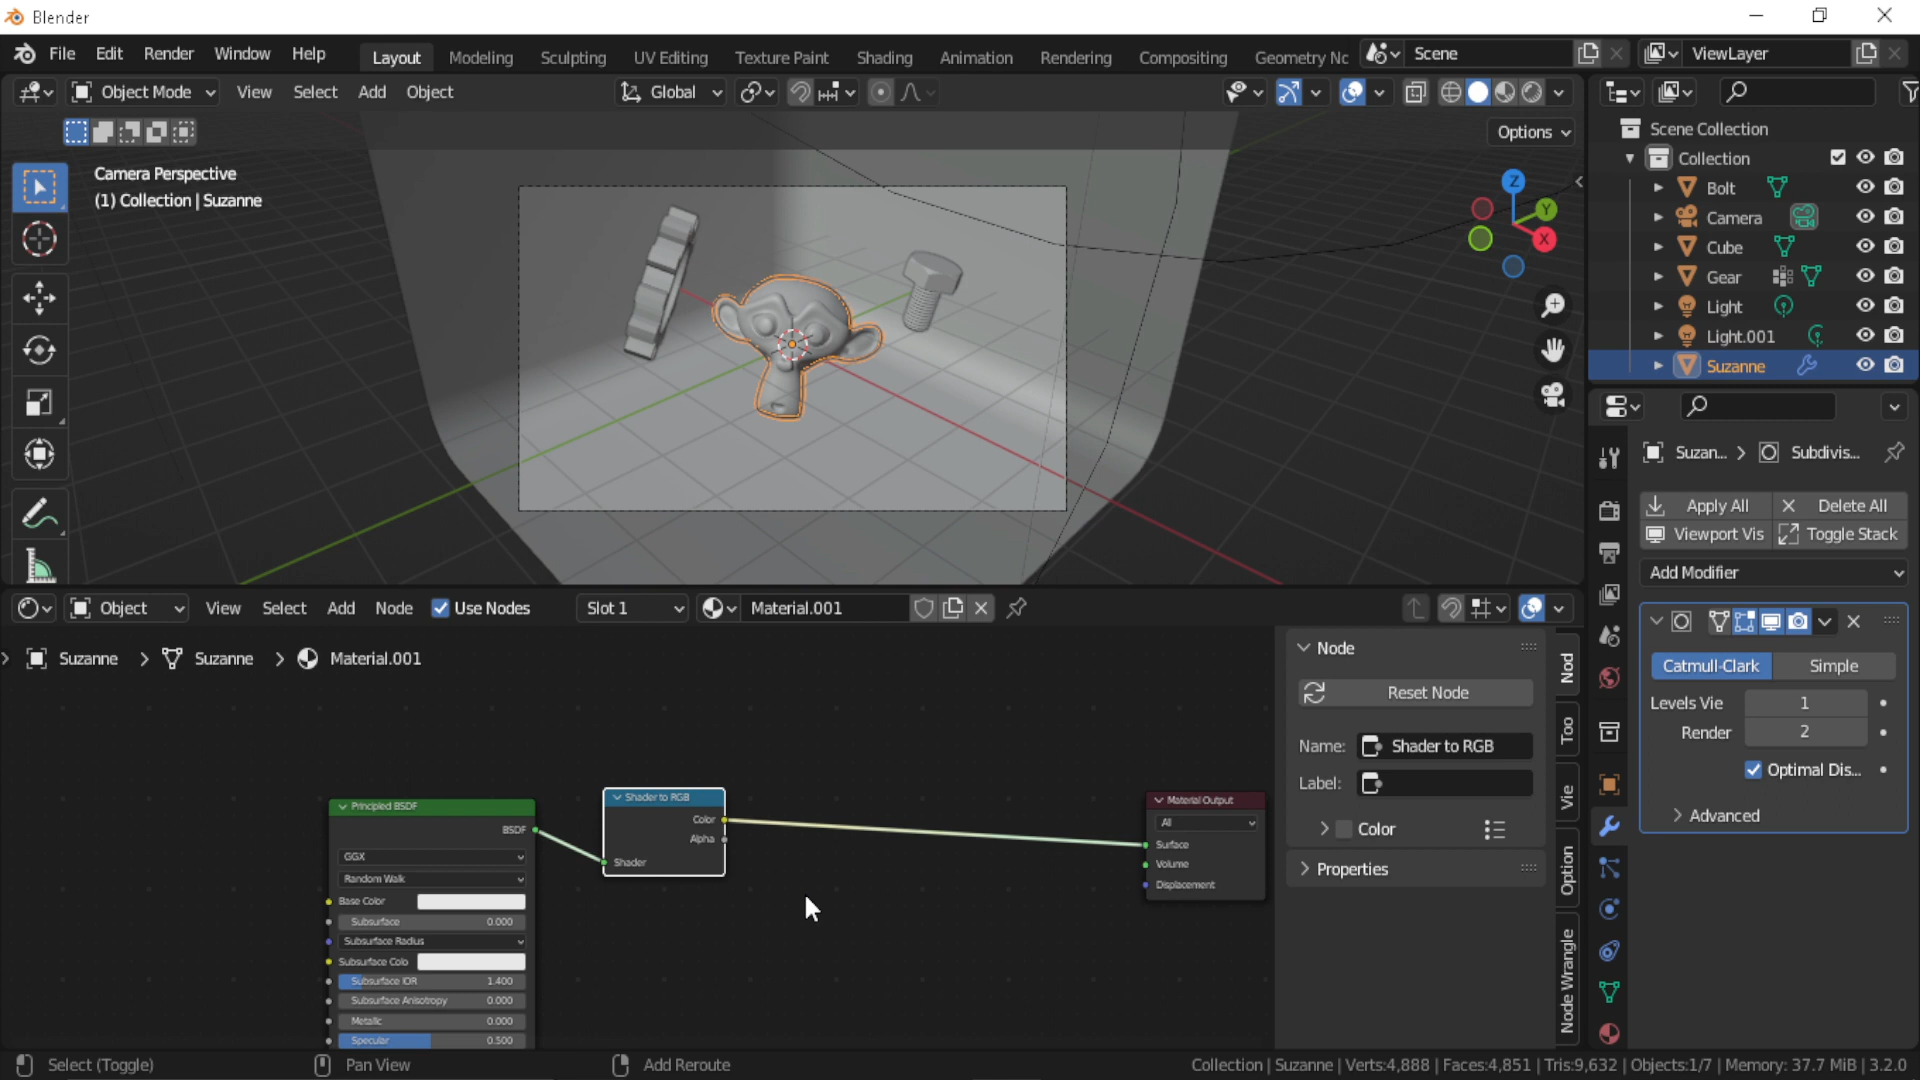 Blender
File Edit Render Window Help Layout Modeling Sculpting UV Editing Texture Paint Shading Animation Rendering Compositing Geometry Nc Scene ViewLayer
Object Mode View Select Add Object Global
Options
Camera Perspective
(1) Collection | Suzanne
Z
Y
X
Scene Collection
Collection
Bolt
Camera
Cube
Gear
Light
Light.001
Suzanne
Suzan... > Subdivis...
Apply All Delete All
Viewport Vis Toggle Stack
Add Modifier
Catmull-Clark Simple
Levels Vie 1
Render 2
Optimal Dis...
Advanced
Object View Select Add Node Use Nodes Slot 1 Material.001
Suzanne > Suzanne > Material.001
Principled BSDF
BSDF
GGX
Random Walk
Base Color
Subsurface 0.000
Subsurface Radius
Subsurface Colo
Subsurface IOR 1.400
Subsurface Anisotropy 0.000
Metallic 0.000
Specular 0.500
Shader to RGB
Color
Alpha
Shader
Material Output
All
Surface
Volume
Displacement
Node
Reset Node
Name: Shader to RGB
Label:
Color
Properties
Nod
Too
Vie
Option
Node Wrangle
Select (Toggle) Pan View Add Reroute Collection | Suzanne | Verts:4,888 | Faces:4,851 | Tris:9,632 | Objects:1/7 | Memory: 37.7 MiB | 3.2.0